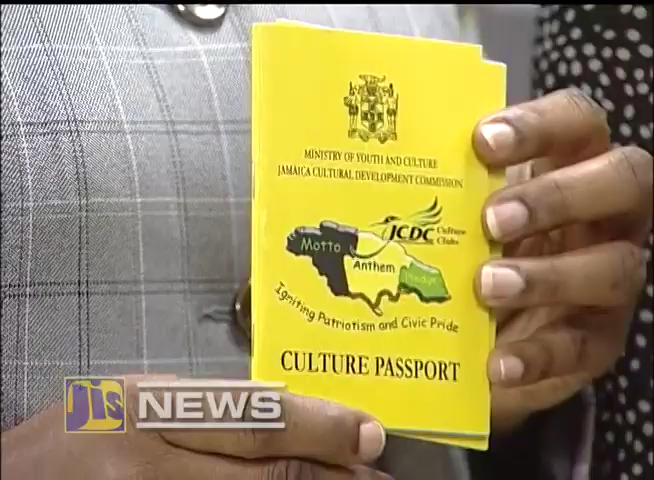 MINISTRY OF YOUTH AND CULTURE
JAMAICA CULTURAL DEVELOPMENT COMMISSION
JCDC Culture Clubs
Motto
Anthem
Pledge
Igniting Patriotism and Civic Pride
CULTURE PASSPORT
JIS NEWS